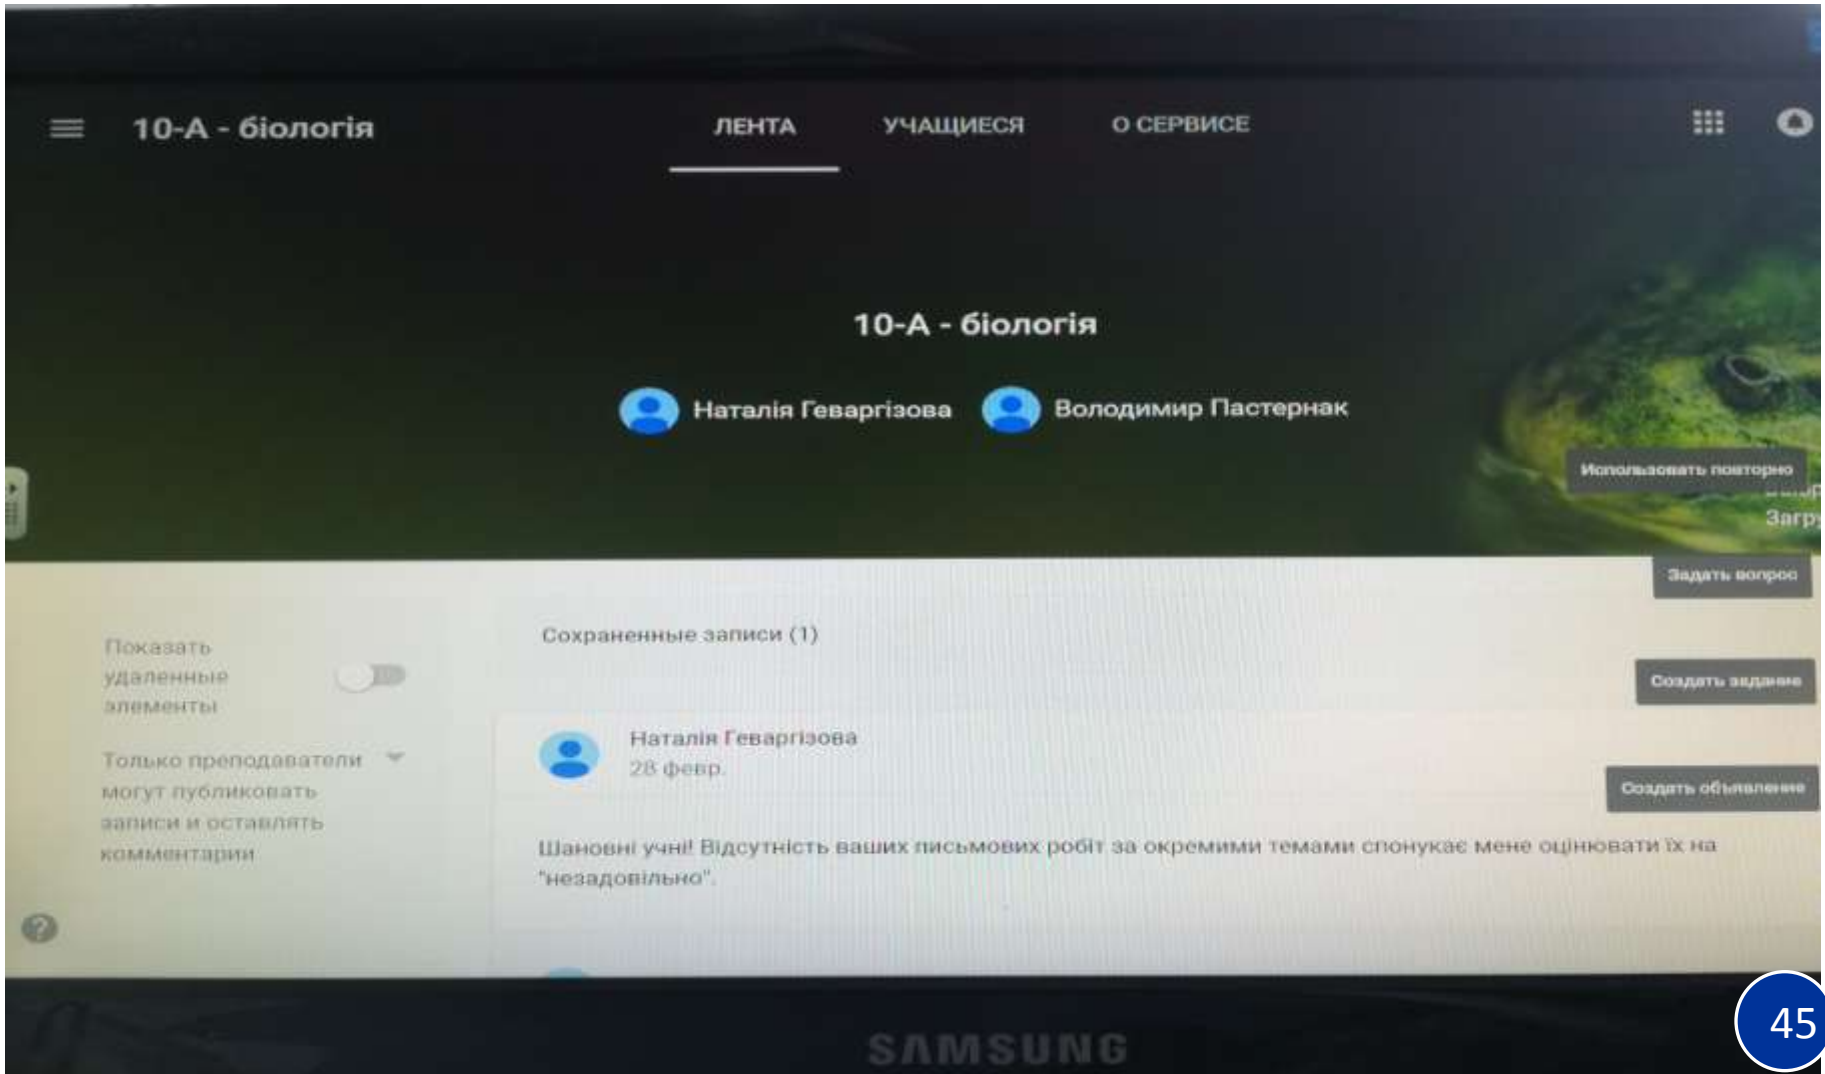 10-А - біологія
ЛЕНТА
УЧАЩИЕСЯ
О СЕРВИСЕ
10-А - біологія
Наталія Геваргізова
Володимир Пастернак
Использовать повторно
Загру
Задать вопрос
Сохраненные записи (1)
Показать
удаленные
элементы
Создать задание
Наталія Геваргізова
28 февр.
Только преподаватели
могут публиковать
записи и оставлять
комментарии
Создать объявление
Шановні учні! Відсутність ваших письмових робіт за окремими темами спонукає мене оцінювати їх на
"незадовільно".
SAMSUNG
45